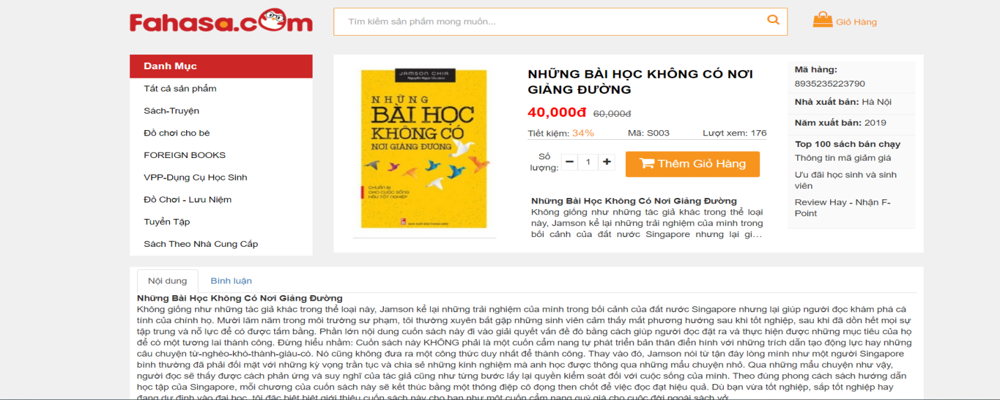 Fahasa.com
Tìm kiếm sản phẩm mong muốn...
Giỏ Hàng
Danh Mục
Tất cả sản phẩm
Sách-Truyện
Đồ chơi cho bé
FOREIGN BOOKS
VPP-Dụng Cụ Học Sinh
Đồ Chơi - Lưu Niệm
Tuyển Tập
Sách Theo Nhà Cung Cấp
JAMSON CHIA
Nguyễn Ngọc Ưu dịch
NHỮNG
BÀI HỌC
KHÔNG CÓ
NƠI GIẢNG ĐƯỜNG
CHUẨN BỊ
CHO CUỘC SỐNG
HẬU TỐT NGHIỆP
NHÀ XUẤT BẢN THANH NIÊN
NHỮNG BÀI HỌC KHÔNG CÓ NƠI
GIẢNG ĐƯỜNG
40,000đ 60,000đ
Tiết kiệm: 34% Mã: S003 Lượt xem: 176
Số
lượng:
1
Thêm Giỏ Hàng
Những Bài Học Không Có Nơi Giảng Đường
Không giống như những tác giả khác trong thể loại
này, Jamson kể lại những trải nghiệm của mình trong
bối cảnh của đất nước Singapore nhưng lại gi...
Mã hàng:
8935235223790
Nhà xuất bản: Hà Nội
Năm xuất bản: 2019
Top 100 sách bán chạy
Thông tin mã giảm giá
Ưu đãi học sinh và sinh
viên
Review Hay - Nhận F-
Point
Nội dung
Bình luận
Những Bài Học Không Có Nơi Giảng Đường
Không giống như những tác giả khác trong thể loại này, Jamson kể lại những trải nghiệm của mình trong bối cảnh của đất nước Singapore nhưng lại giúp người đọc khám phá cá
tính của chính họ. Mười lăm năm trong môi trường sư phạm, tôi thường xuyên bắt gặp những sinh viên cảm thấy mất phương hướng sau khi tốt nghiệp, sau khi đã dồn hết mọi sự
tập trung và nỗ lực để có được tấm bằng. Phần lớn nội dung cuốn sách này đi vào giải quyết vấn đề đó bằng cách giúp người đọc đặt ra và thực hiện được những mục tiêu của họ
để có một tương lai thành công. Đừng hiểu nhầm: Cuốn sách này KHÔNG phải là một cuốn cẩm nang tự phát triển bản thân điển hình với những trích dẫn tạo động lực hay những
câu chuyện từ-nghèo-khó-thành-giàu-có. Nó cũng không đưa ra một công thức duy nhất để thành công. Thay vào đó, Jamson nói từ tận đáy lòng mình như một người Singapore
bình thường đã phải đối mặt với những kỳ vọng trần tục và chia sẻ những kinh nghiệm mà anh học được thông qua những mẩu chuyện nhỏ. Qua những mẩu chuyện như vậy,
người đọc sẽ thấy được cách phản ứng và suy nghĩ của tác giả cũng như từng bước lấy lại quyền kiểm soát đối với cuộc sống của mình. Theo đúng phong cách sách hướng dẫn
học tập của Singapore, mỗi chương của cuốn sách này sẽ kết thúc bằng một thông điệp cô đọng then chốt để việc đọc đạt hiệu quả. Dù bạn vừa tốt nghiệp, sắp tốt nghiệp hay
đang dự định vào đại học, tôi đặc biệt biệt giới thiệu cuốn sách này cho bạn như một cuốn cẩm nang quý giá cho cuộc đời ngoài sách vở